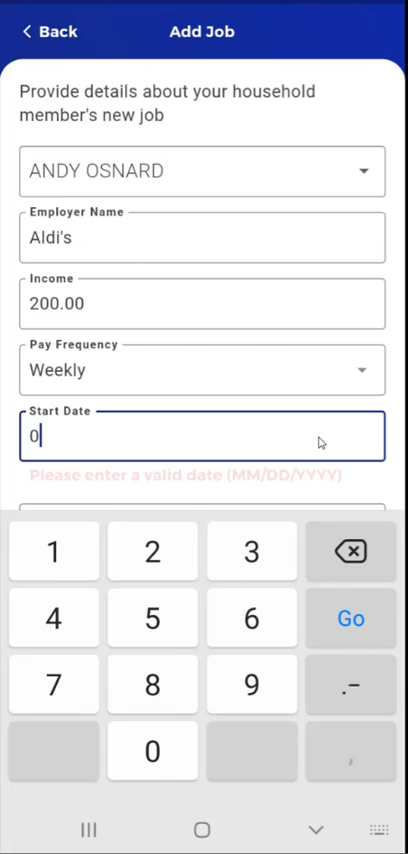 Back
Add Job
Provide details about your household
member's new job
ANDY OSNARD
Employer Name
Aldi's
Income
200.00
Pay Frequency
Weekly
Start Date
0
Please enter a valid date (MM/DD/YYYY)
1 2 3
4 5 6 Go
7 8 9 .-
0 ,